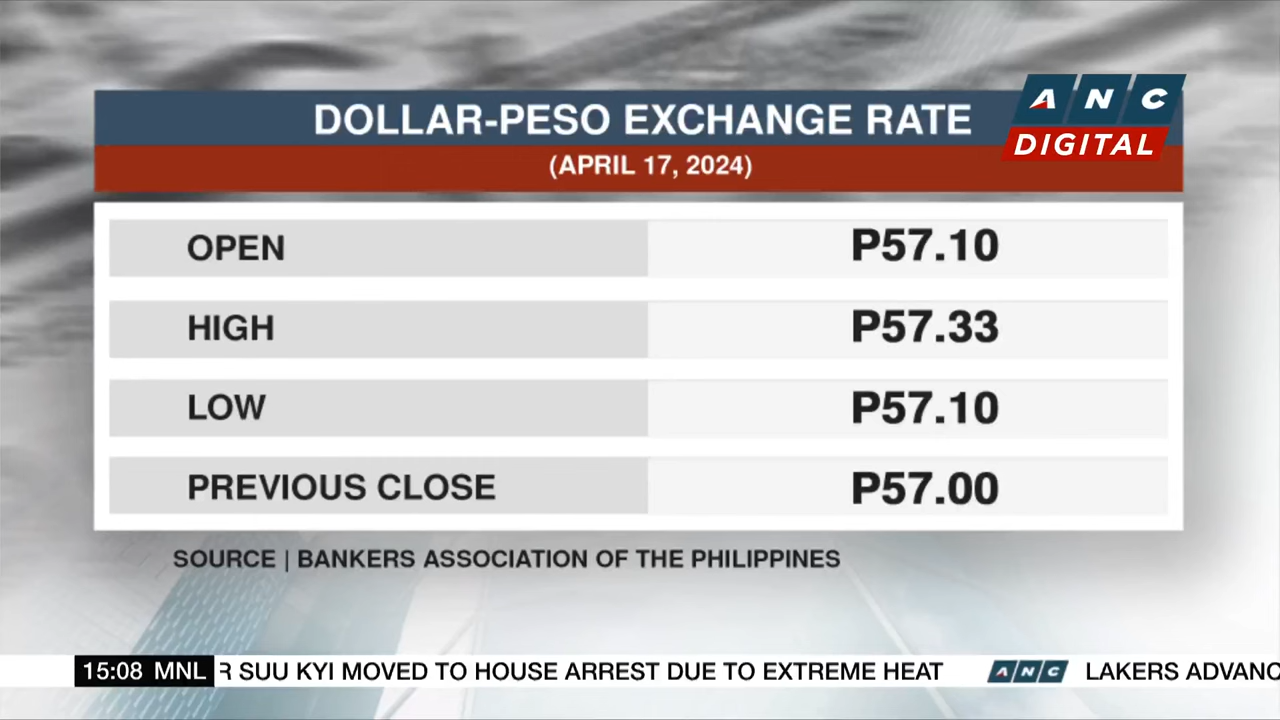 DOLLAR-PESO EXCHANGE RATE
(APRIL 17, 2024)
ANC
DIGITAL
OPEN P57.10
HIGH P57.33
LOW P57.10
PREVIOUS CLOSE P57.00
SOURCE | BANKERS ASSOCIATION OF THE PHILIPPINES
15:08 MNL R SUU KYI MOVED TO HOUSE ARREST DUE TO EXTREME HEAT ANC LAKERS ADVANC